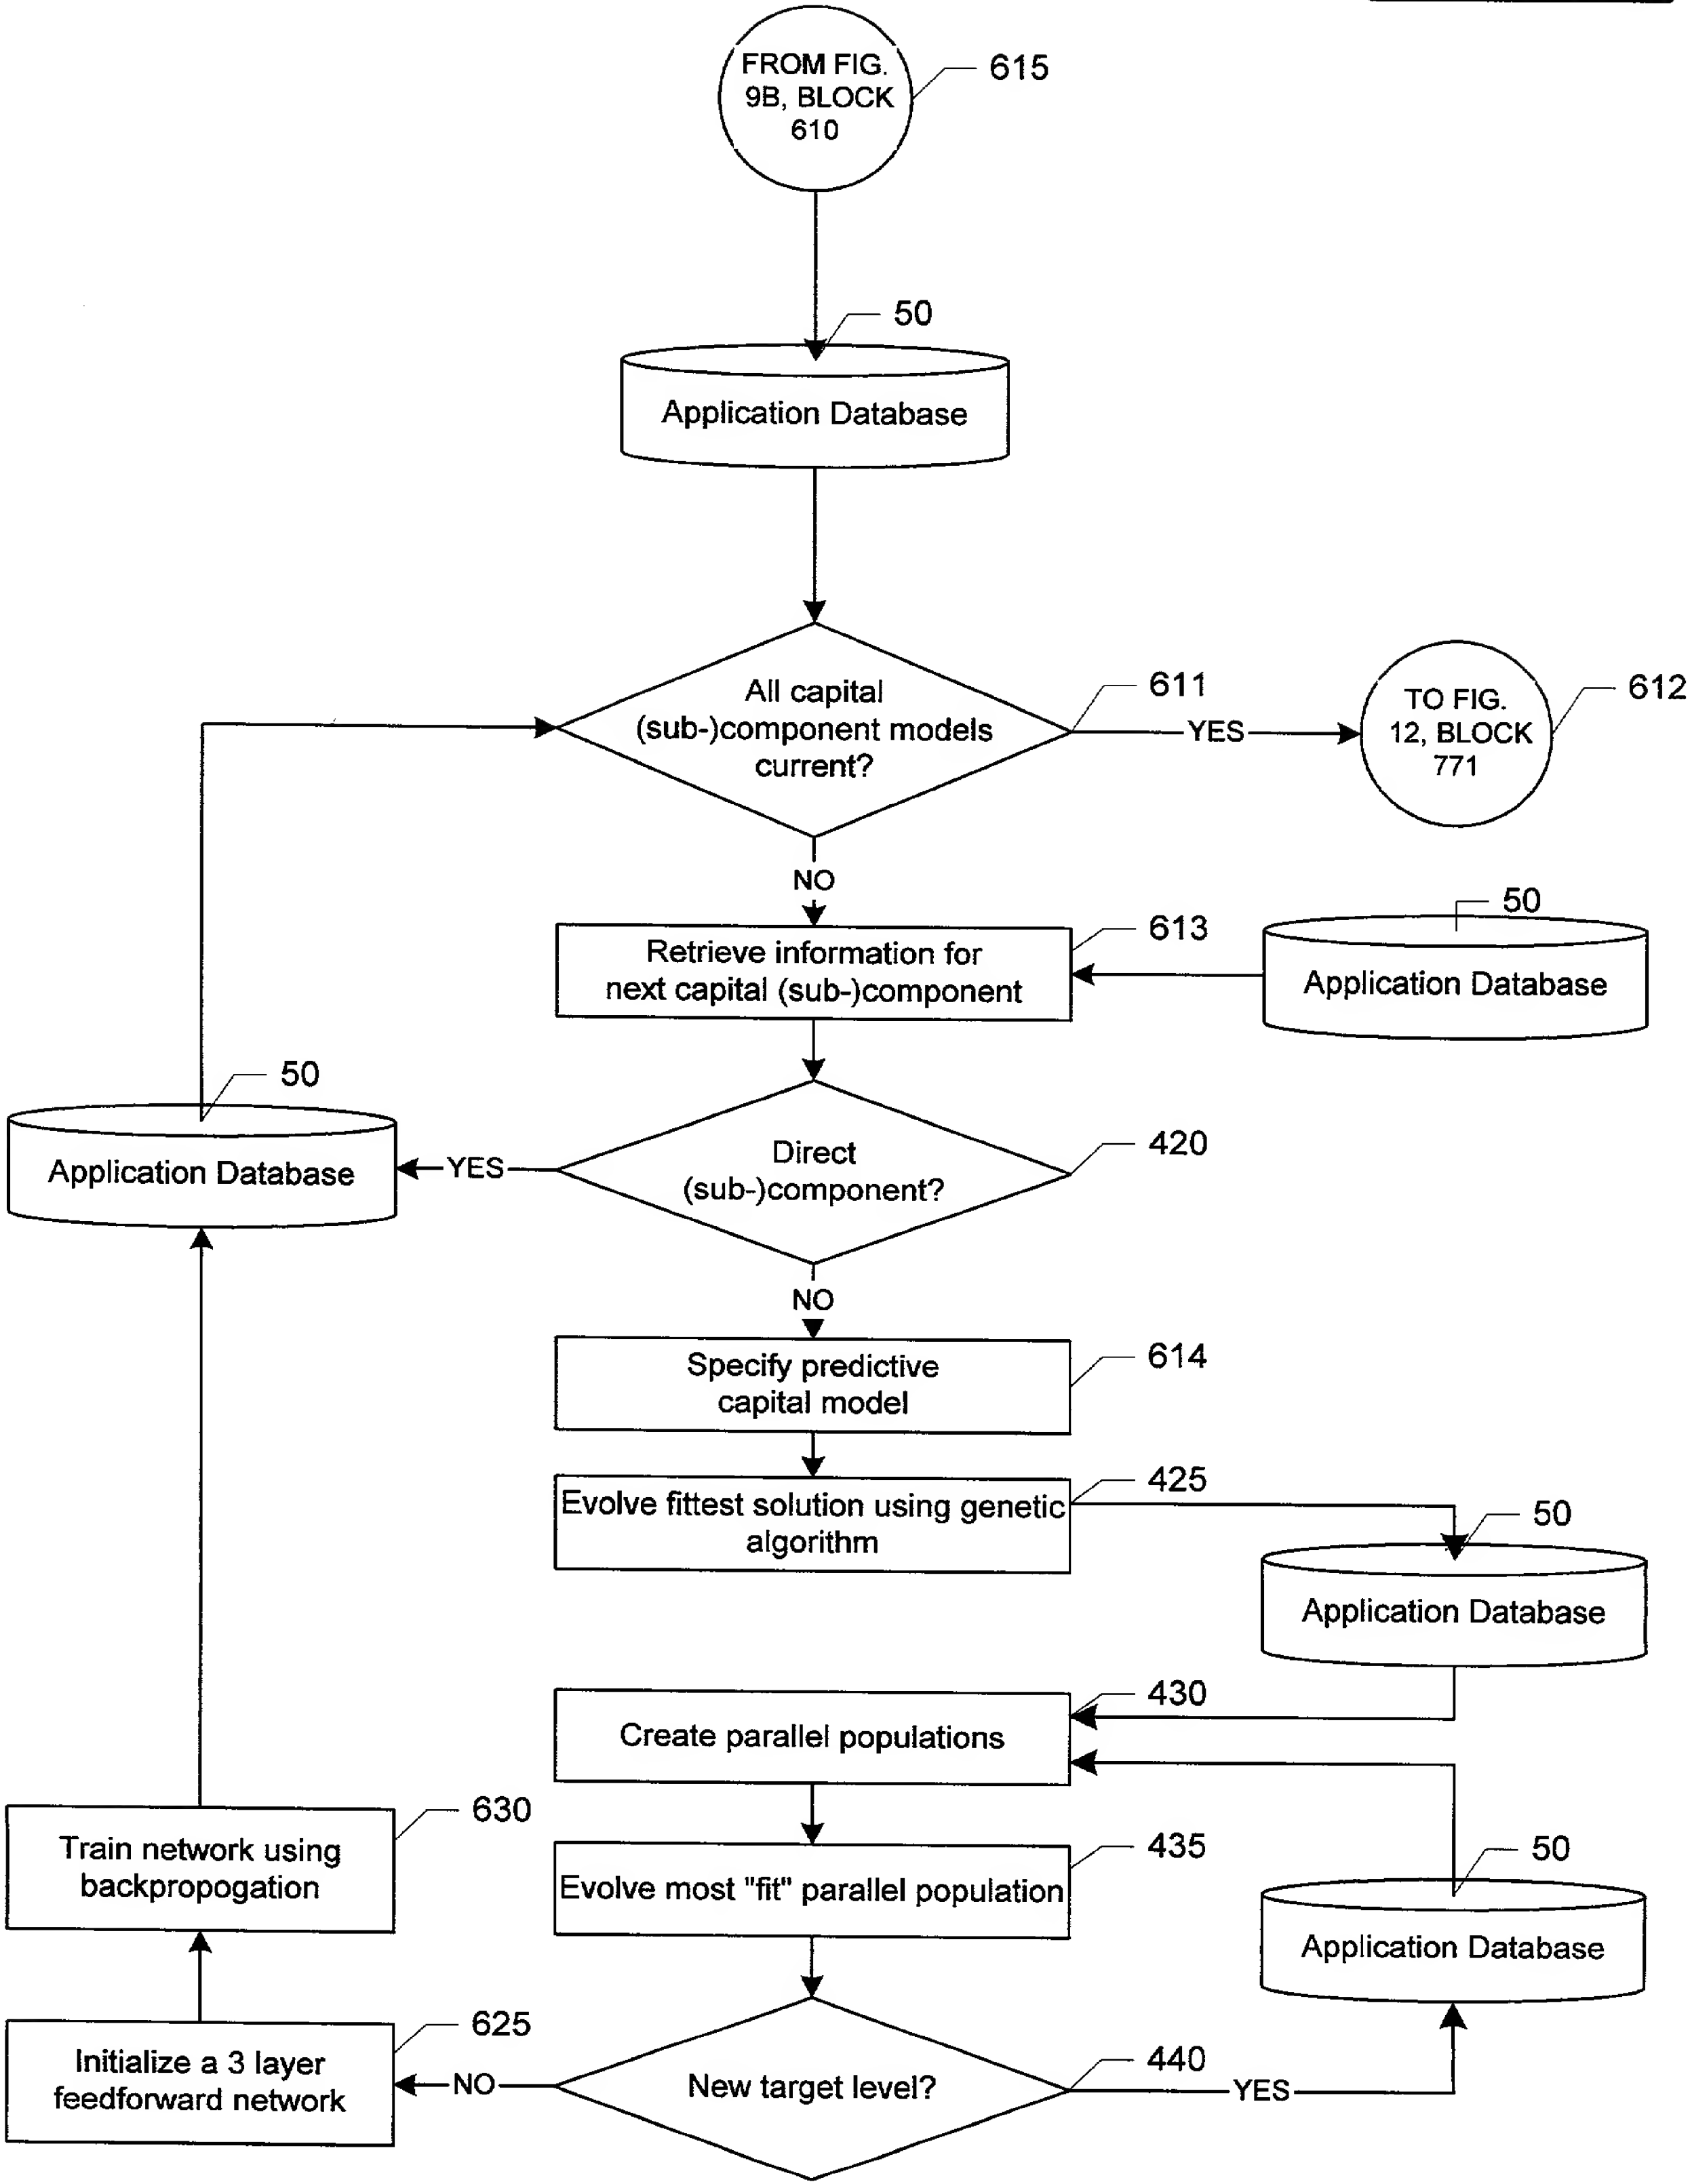 FROM FIG.
9B, BLOCK
610
615
50
Application Database
All capital
(sub-)component models
current?
611
YES
TO FIG.
12, BLOCK
771
612
NO
Retrieve information for
next capital (sub-)component
613
50
Application Database
50
Application Database
YES
Direct
(sub-)component?
420
NO
Specify predictive
capital model
614
Evolve fittest solution using genetic
algorithm
425
50
Application Database
Create parallel populations
430
Train network using
backpropogation
630
Evolve most "fit" parallel population
435
50
Application Database
Initialize a 3 layer
feedforward network
625
NO
New target level?
440
YES